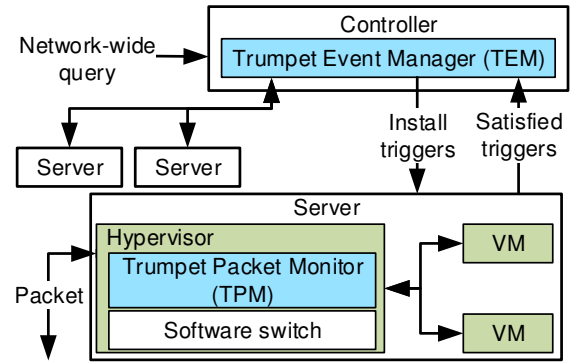 Controller
Network-wide
query
Trumpet Event Manager (TEM)
Install
triggers
Satisfied
triggers
Server
Server
Server
Hypervisor
Trumpet Packet Monitor
(TPM)
Software switch
VM
VM
Packet